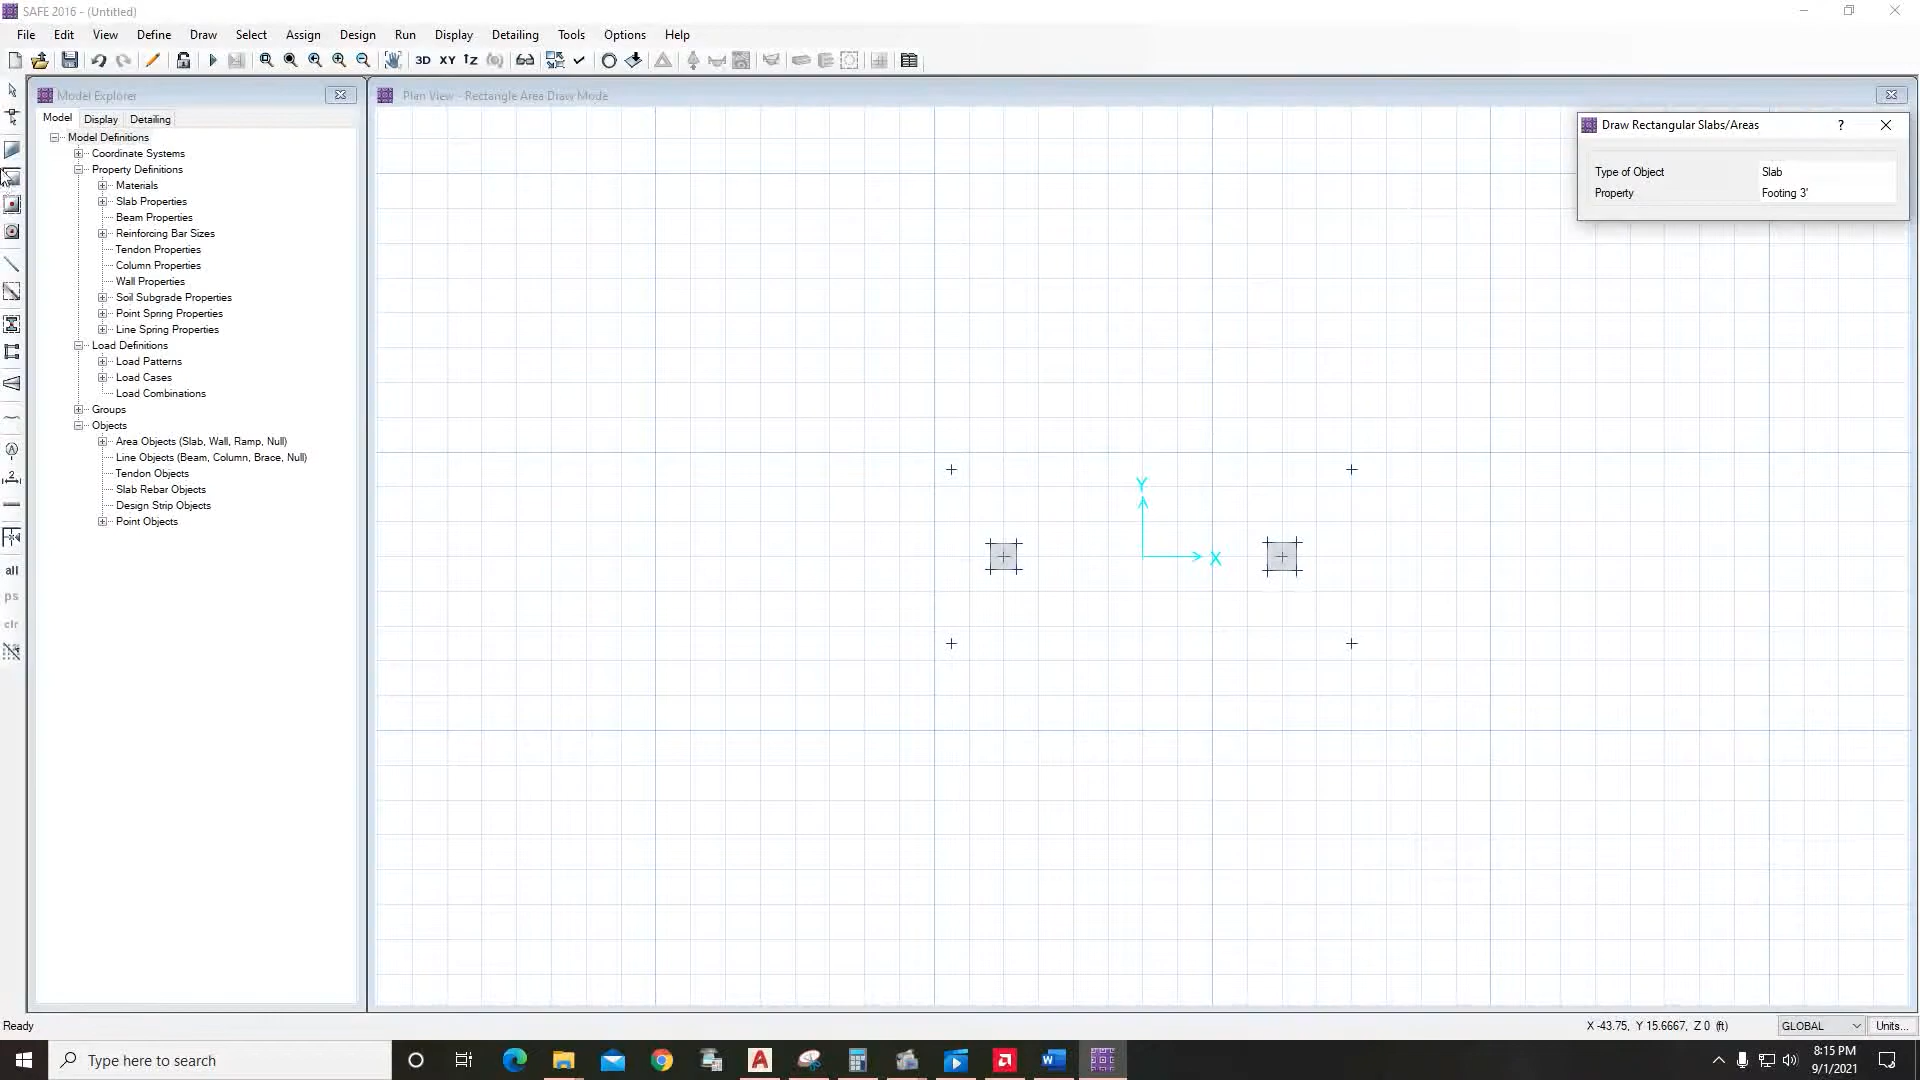 SAFE 2016 - (Untitled)
File Edit View Define Draw Select Assign Design Run Display Detailing Tools Options Help
3D XY
Model Explorer
Plan View - Rectangle Area Draw Mode
Model Display Detailing
Draw Rectangular Slabs/Areas ?
Model Definitions
Coordinate Systems
Property Definitions
Type of Object Slab
Materials
Property Footing 3'
Slab Properties
Beam Properties
Reinforcing Bar Sizes
Tendon Properties
Column Properties
Wall Properties
Soil Subgrade Properties
Point Spring Properties
Line Spring Properties
Load Definitions
Load Patterns
Load Cases
Load Combinations
Groups
Objects
Area Objects (Slab, Wall, Ramp, Null)
Line Objects (Beam, Column, Brace, Null)
Tendon Objects
Slab Rebar Objects
Design Strip Objects
Point Objects
Y
X
all
ps
clr
Ready
X -43.75, Y 15.6667, Z 0 (ft)
GLOBAL
Units...
Type here to search
8:15 PM
9/1/2021